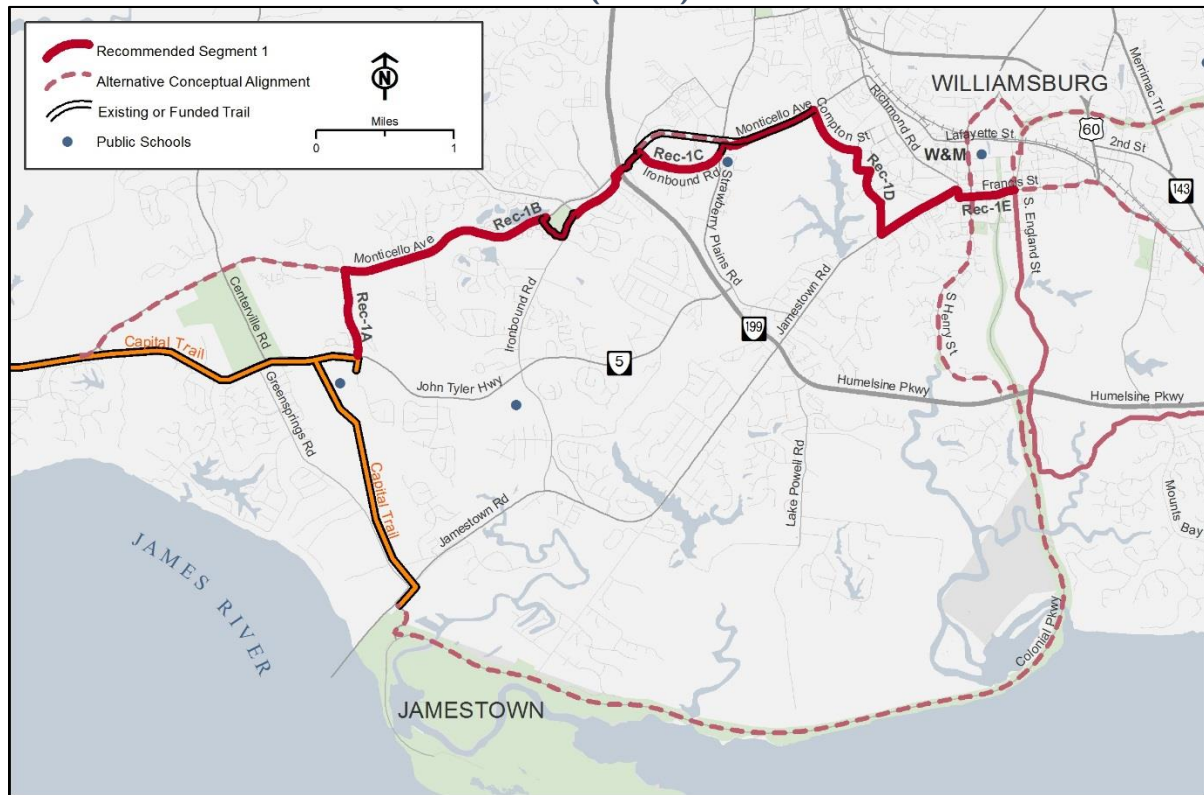 Recommended Segment 1
Alternative Conceptual Alignment
Existing or Funded Trail
Public Schools
N
Miles
0 1
WILLIAMSBURG
Merrimac Trl
Richmond Rd
60
Lafayette St
2nd St
143
W&M
Francis St
Rec-1E
S. England St
S Henry St
Monticello Ave
Compton St
Rec-1D
Rec-1C
Ironbound Rd
Strawberry Plains Rd
Rec-1B
Monticello Ave
Rec-1A
Centerville Rd
Capital Trail
Ironbound Rd
Jamestown Rd
199
5
John Tyler Hwy
Greensprings Rd
Humelsine Pkwy
Humelsine Pkwy
Capital Trail
Jamestown Rd
Lake Powell Rd
Mounts Bay
JAMES RIVER
Colonial Pkwy
JAMESTOWN